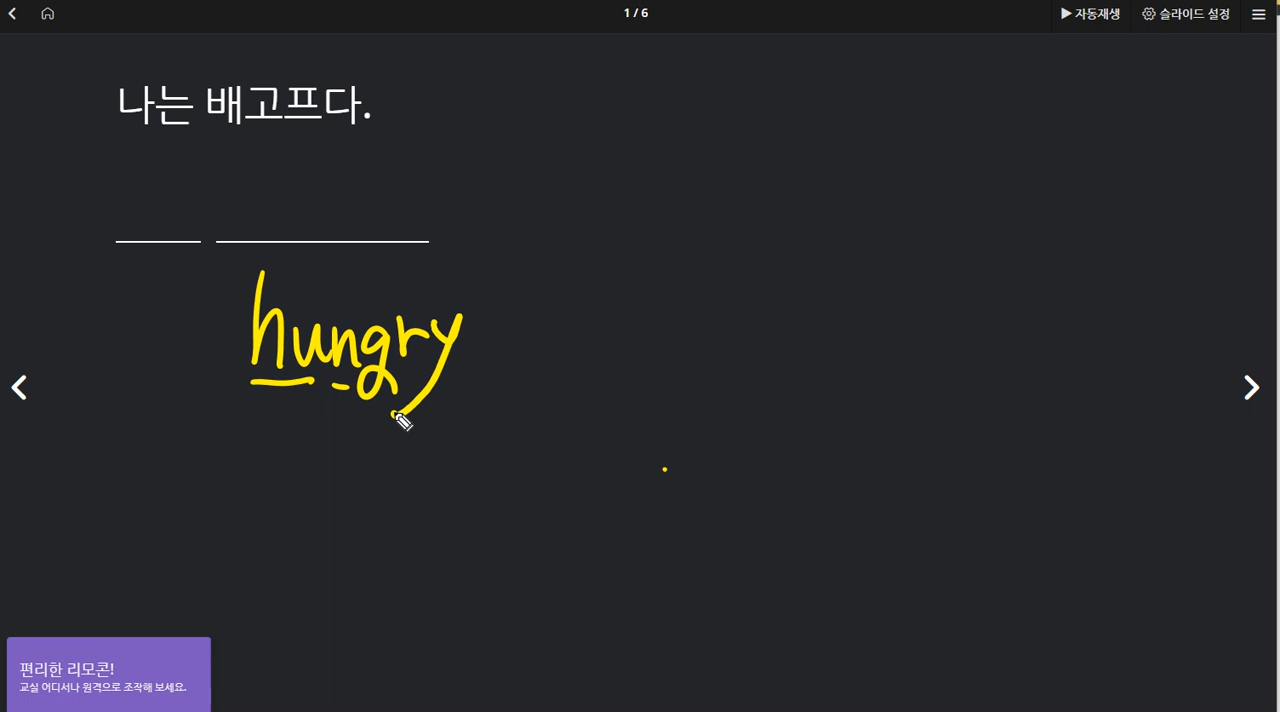 1 / 6
자동재생
슬라이드 설정
나는 배고프다.
hungry
편리한 리모콘!
교실 어디서나 원격으로 조작해 보세요.